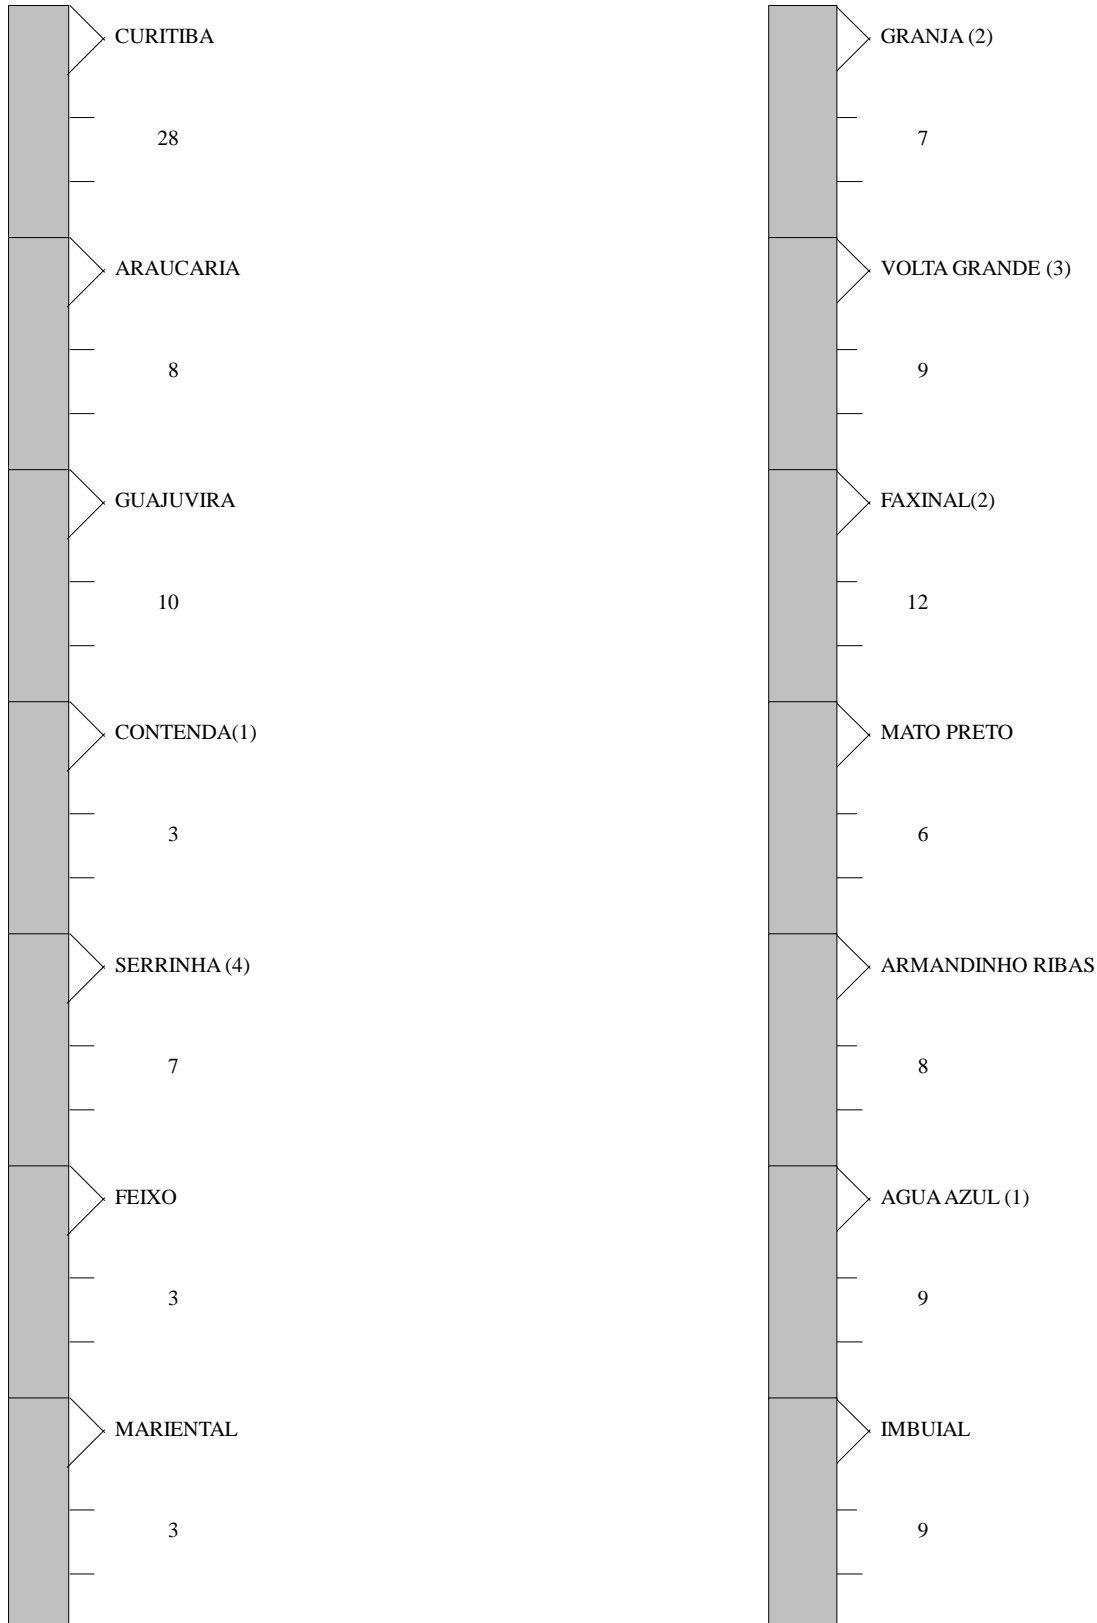 CURITIBA
28
ARAUCARIA
8
GUAJUVIRA
10
CONTENDA(1)
3
SERRINHA (4)
7
FEIXO
3
MARIENTAL
3
GRANJA (2)
7
VOLTA GRANDE (3)
9
FAXINAL(2)
12
MATO PRETO
6
ARMANDINHO RIBAS
8
AGUA AZUL (1)
9
IMBUIAL
9